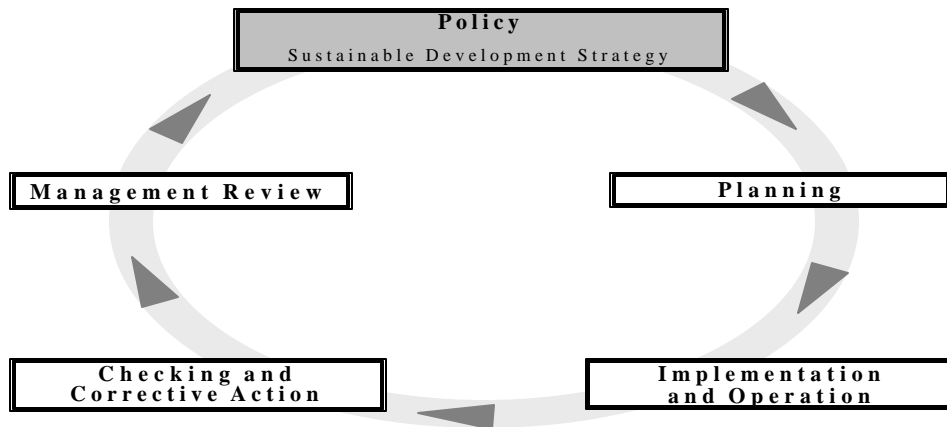 Policy
Sustainable Development Strategy
Management Review
Planning
Checking and
Corrective Action
Implementation
and Operation